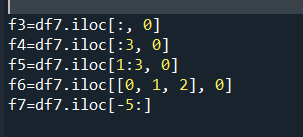 f3=df7.iloc[:, 0]
f4=df7.iloc[:3, 0]
f5=df7.iloc[1:3, 0]
f6=df7.iloc[[0, 1, 2], 0]
f7=df7.iloc[-5:]